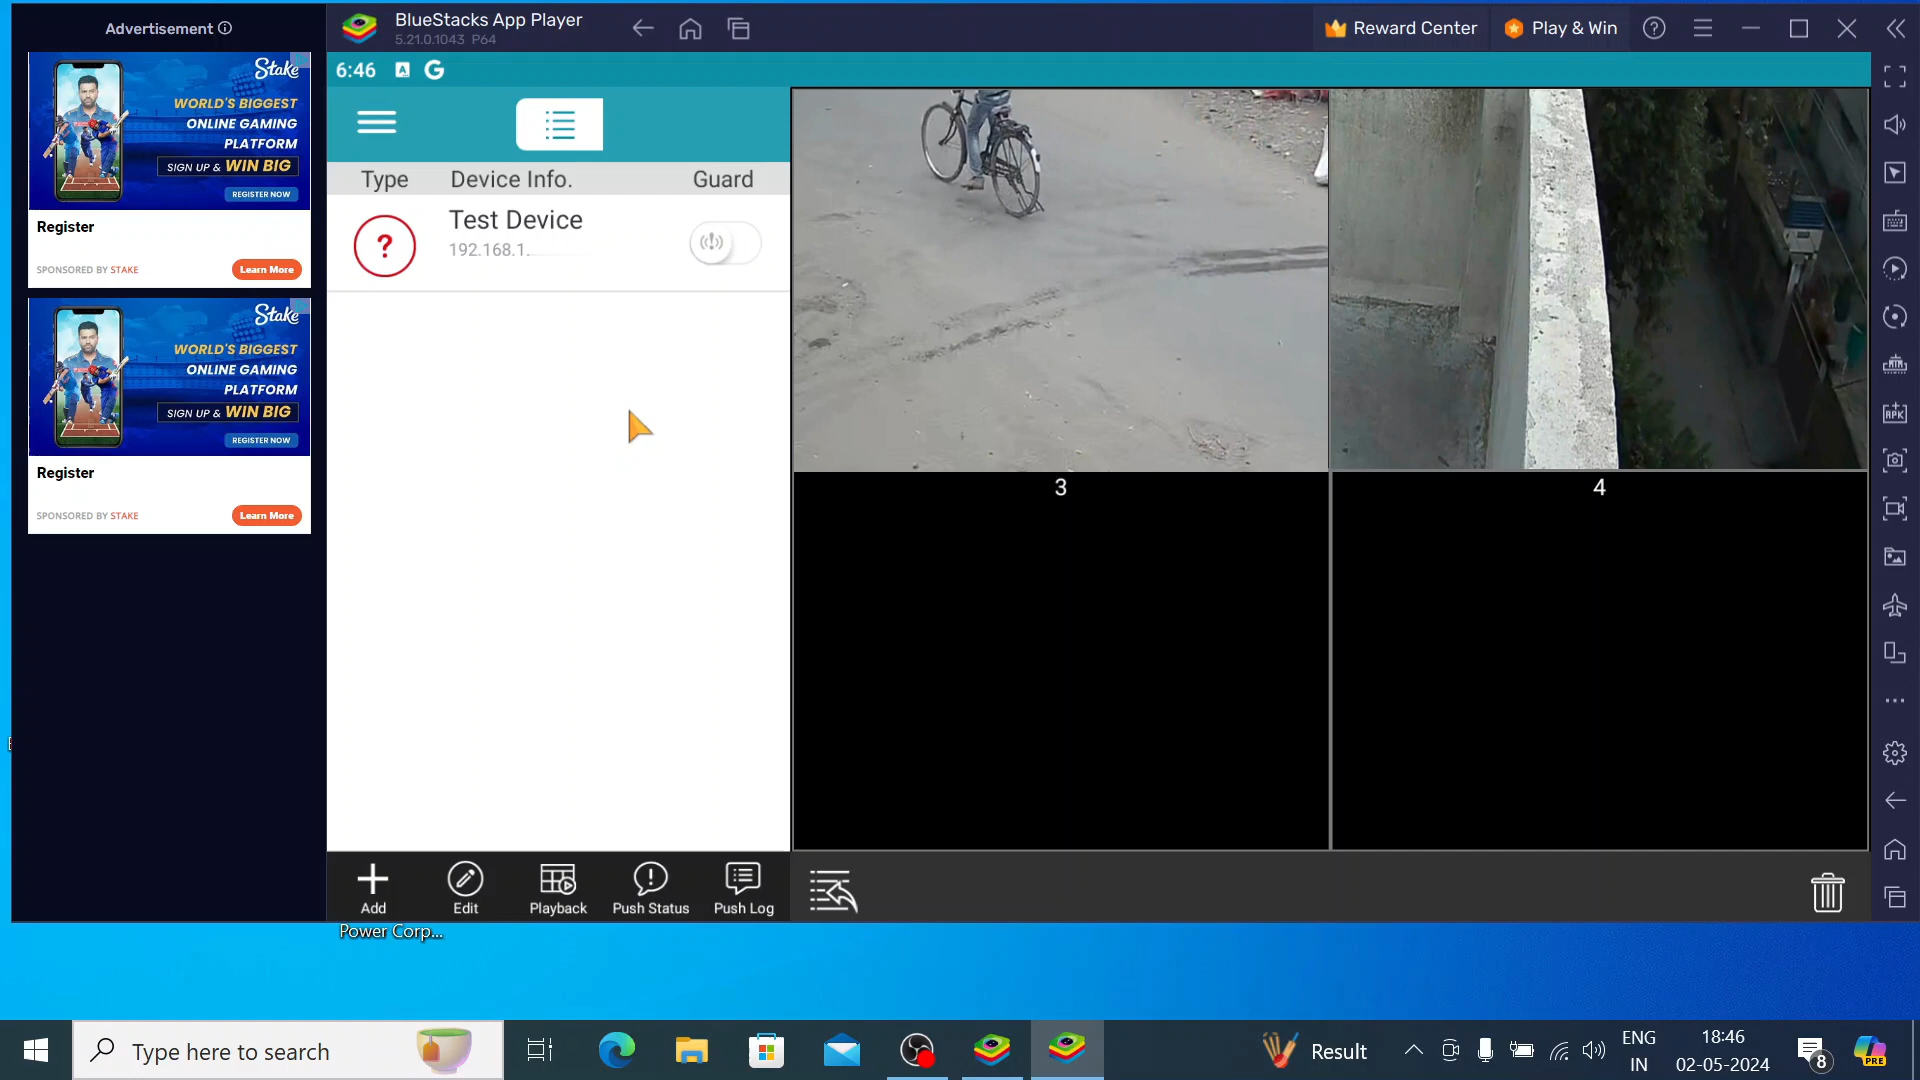 Advertisement
Stake
WORLD'S BIGGEST
ONLINE GAMING
PLATFORM
SIGN UP & WIN BIG
REGISTER NOW
Register
SPONSORED BY STAKE
Learn More
Stake
WORLD'S BIGGEST
ONLINE GAMING
PLATFORM
SIGN UP & WIN BIG
REGISTER NOW
Register
SPONSORED BY STAKE
Learn More
BlueStacks App Player
5.21.0.1043 P64
Reward Center
Play & Win
6:46 A G
Type Device Info. Guard
? Test Device
192.168.1.
3
4
Add
Edit
Playback
Push Status
Push Log
Power Corp...
Type here to search
Result
ENG
IN
18:46
02-05-2024
8
PRE